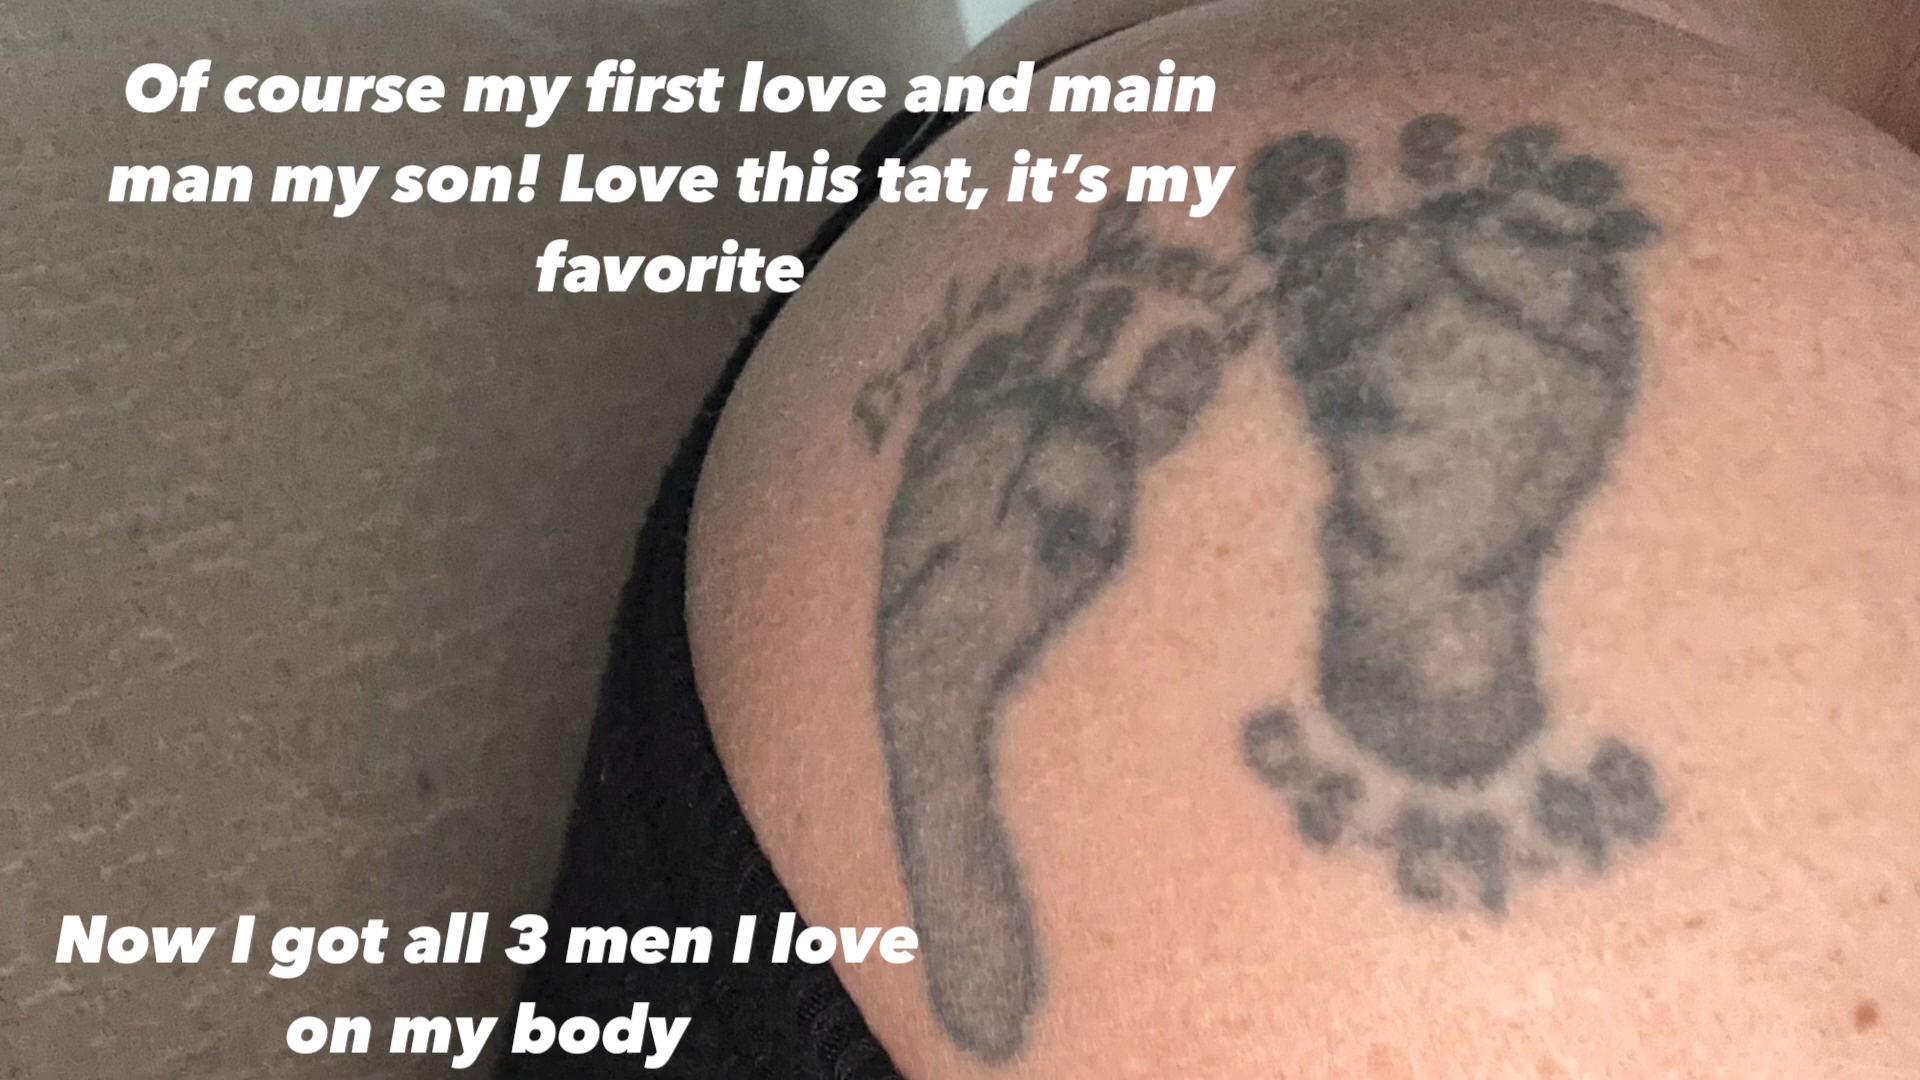 Of course my first love and main
man my son! Love this tat, it's my
favorite
Now I got all 3 men I love
on my body